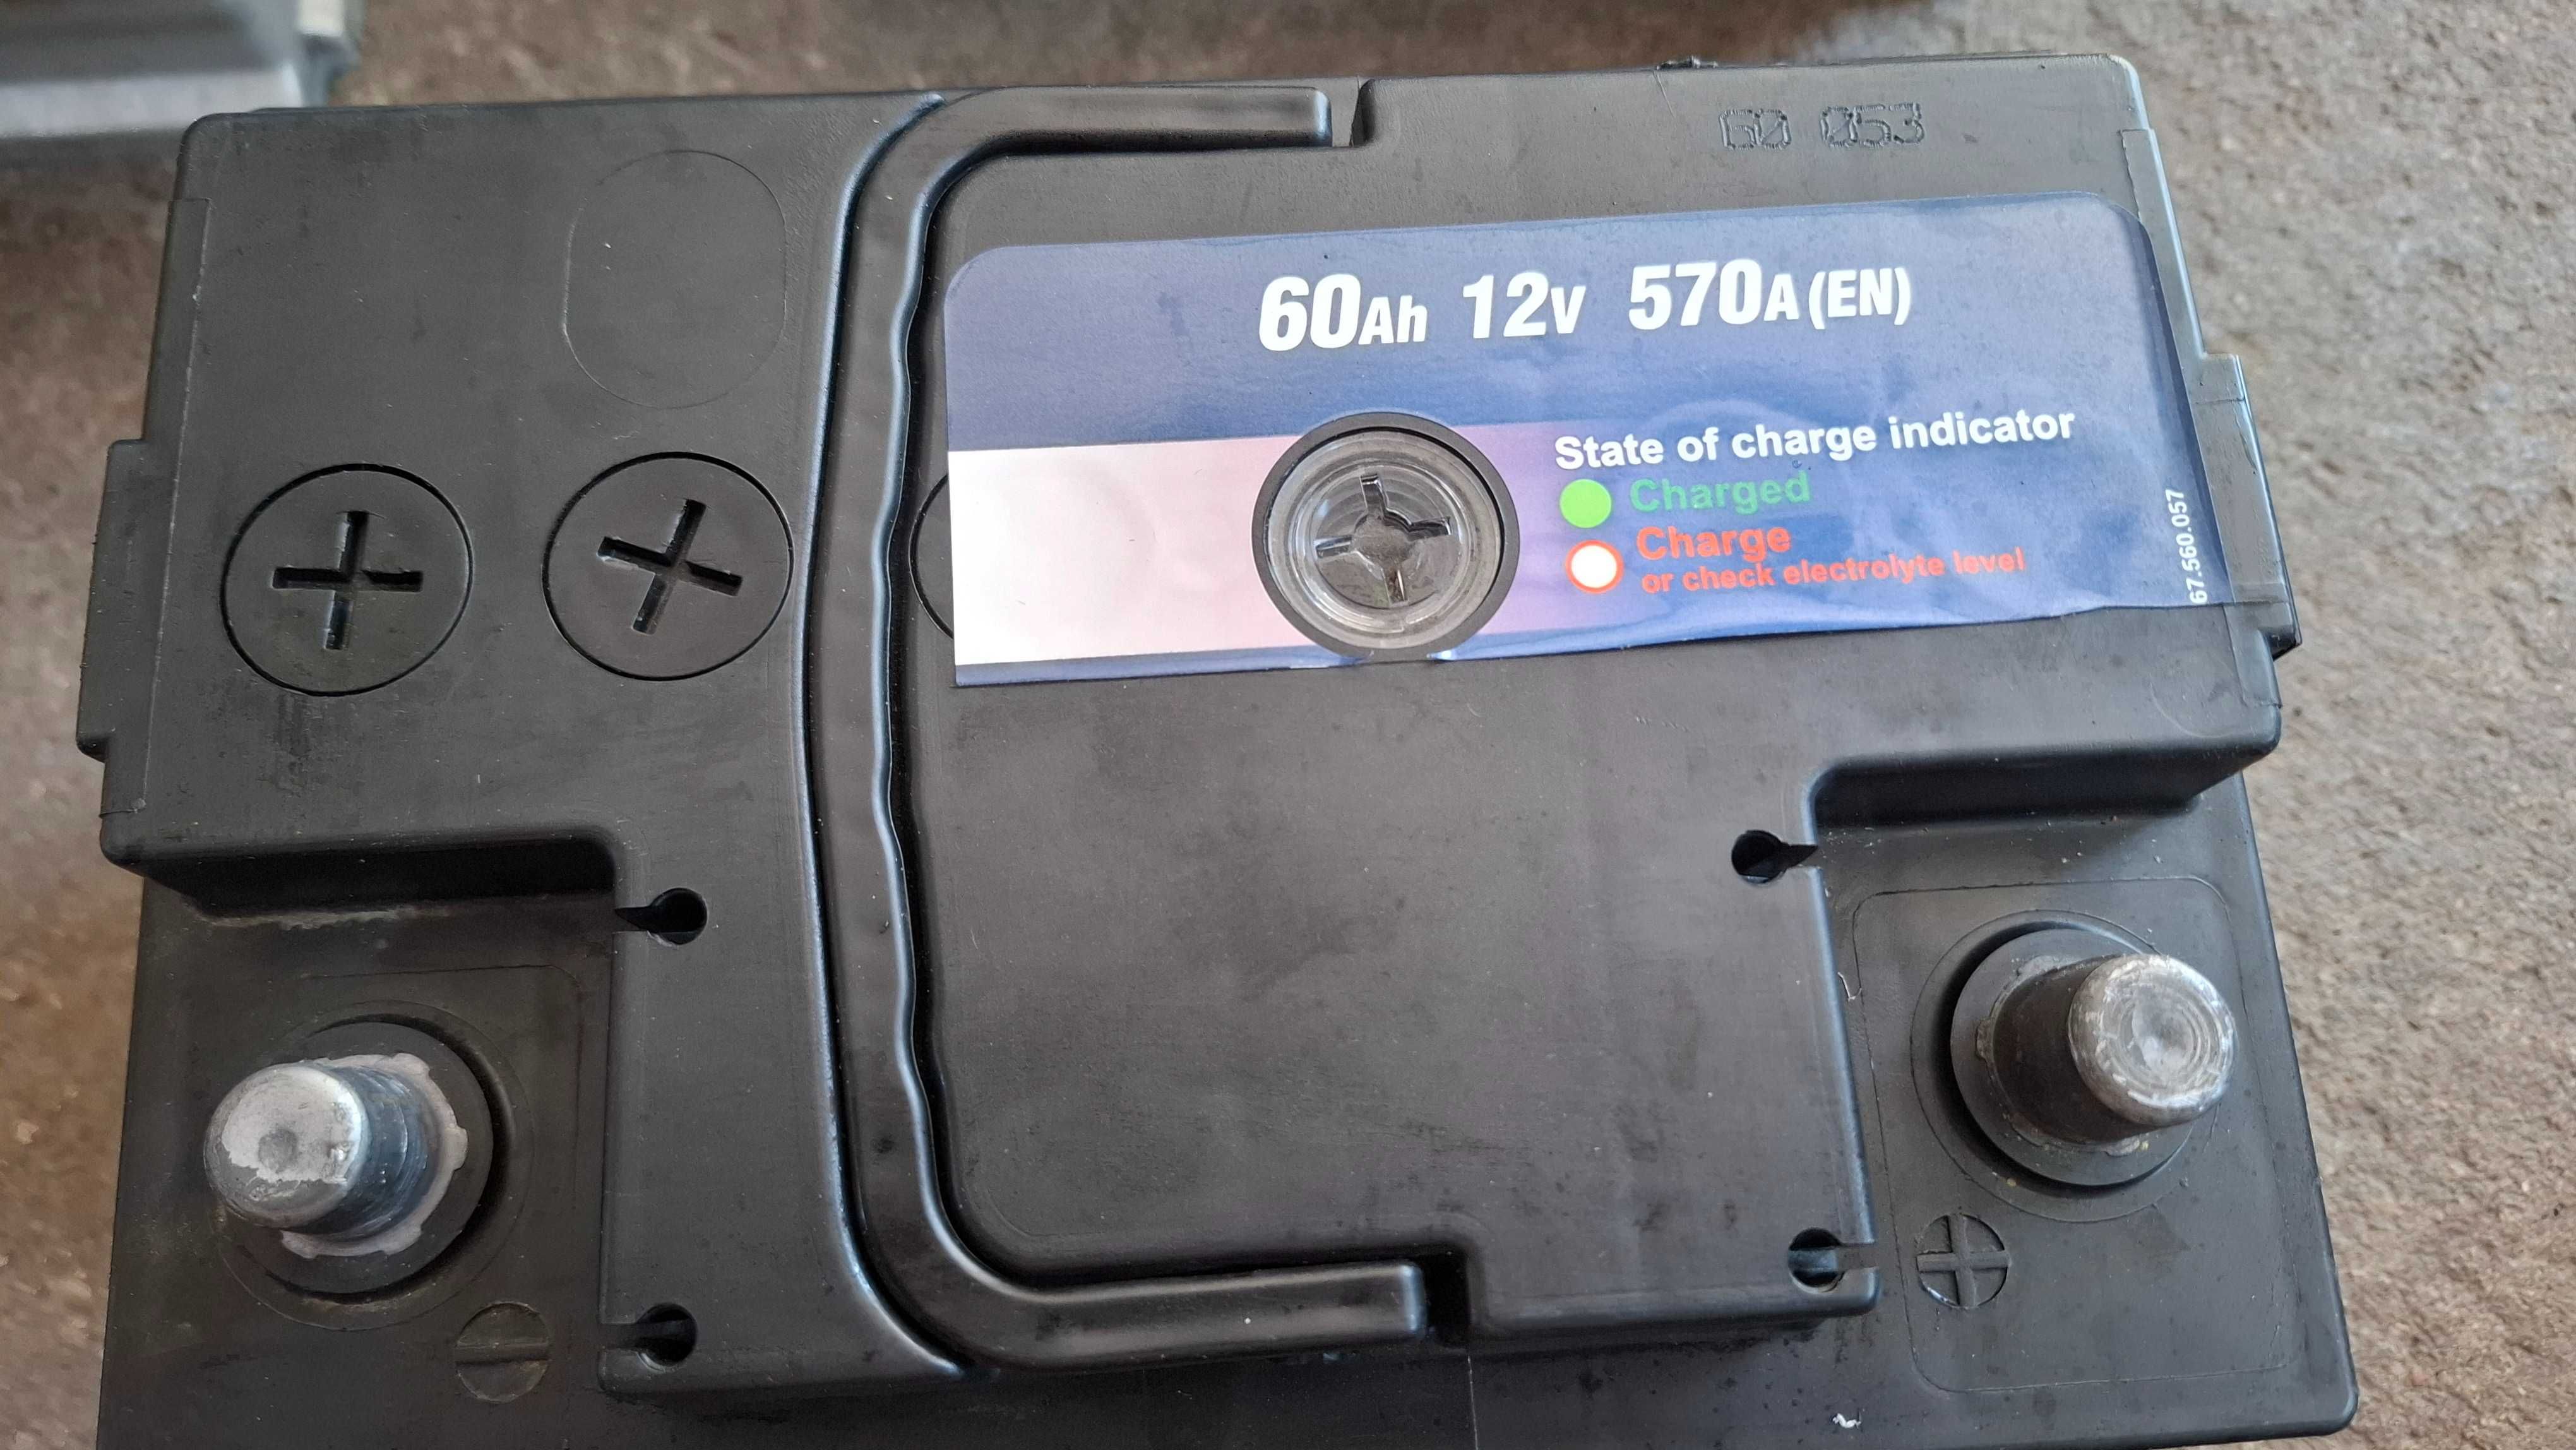 60 053
60Ah 12V 570A (EN)
State of charge indicator
Charged
Charge
or check electrolyte level
67.560.057